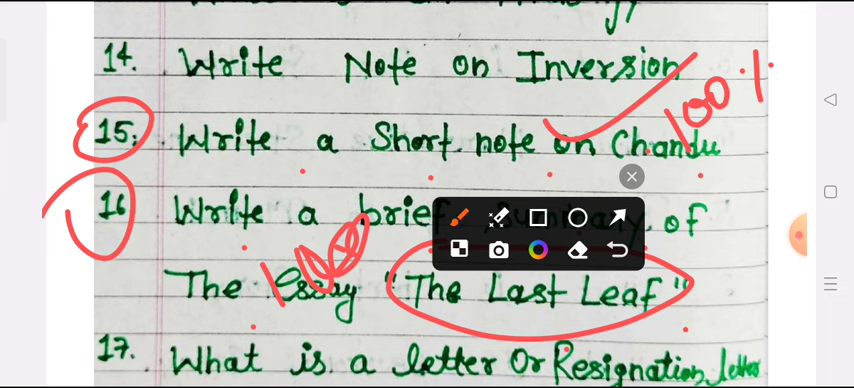 14. Write Note on Inversion
100%
15. Write a Short note on Chandu
16 Write a brief of
The Essay "The Last Leaf"
17. What is a letter Or Resignation letter